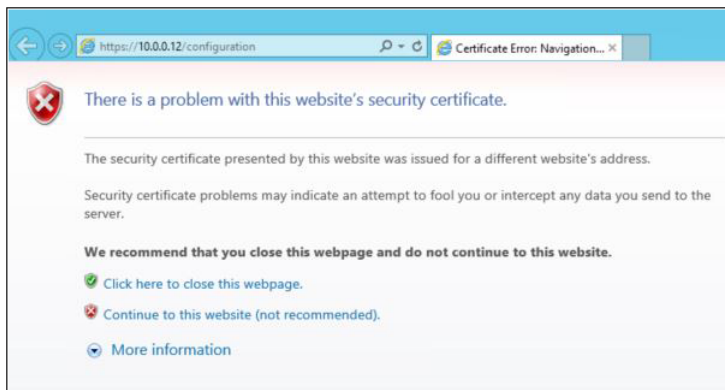 https://10.0.0.12/configuration
Certificate Error: Navigation...
There is a problem with this website's security certificate.
The security certificate presented by this website was issued for a different website's address.
Security certificate problems may indicate an attempt to fool you or intercept any data you send to the
server.
We recommend that you close this webpage and do not continue to this website.
Click here to close this webpage.
Continue to this website (not recommended).
More information